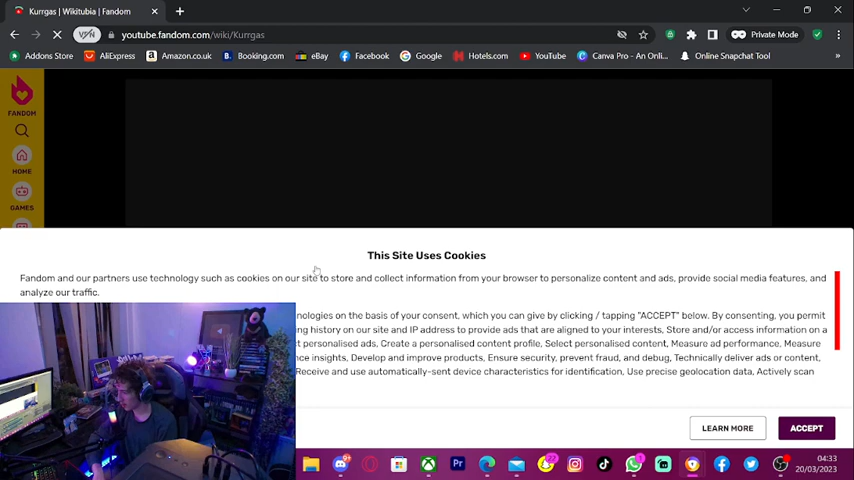 Kurrgas | Wikitubia | Fandom
VPN
youtube.fandom.com/wiki/Kurrgas
Private Mode
Addons Store
AliExpress
Amazon.co.uk
Booking.com
eBay
Facebook
Google
Hotels.com
YouTube
Canva Pro - An Onli...
Online Snapchat Tool
»
FANDOM
HOME
GAMES
This Site Uses Cookies
Fandom and our partners use technology such as cookies on our site to store and collect information from your browser to personalize content and ads, provide social media features, and
analyze our traffic.
nologies on the basis of your consent, which you can give by clicking / tapping "ACCEPT" below. By consenting, you permit
ng history on our site and IP address to provide ads that are aligned to your interests, Store and/or access information on a
ct personalised ads, Create a personalised content profile, Select personalised content, Measure ad performance, Measure
nce insights, Develop and improve products, Ensure security, prevent fraud, and debug, Technically deliver ads or content,
Receive and use automatically-sent device characteristics for identification, Use precise geolocation data, Actively scan
LEARN MORE
ACCEPT
Pr
22
1
04:33
20/03/2023